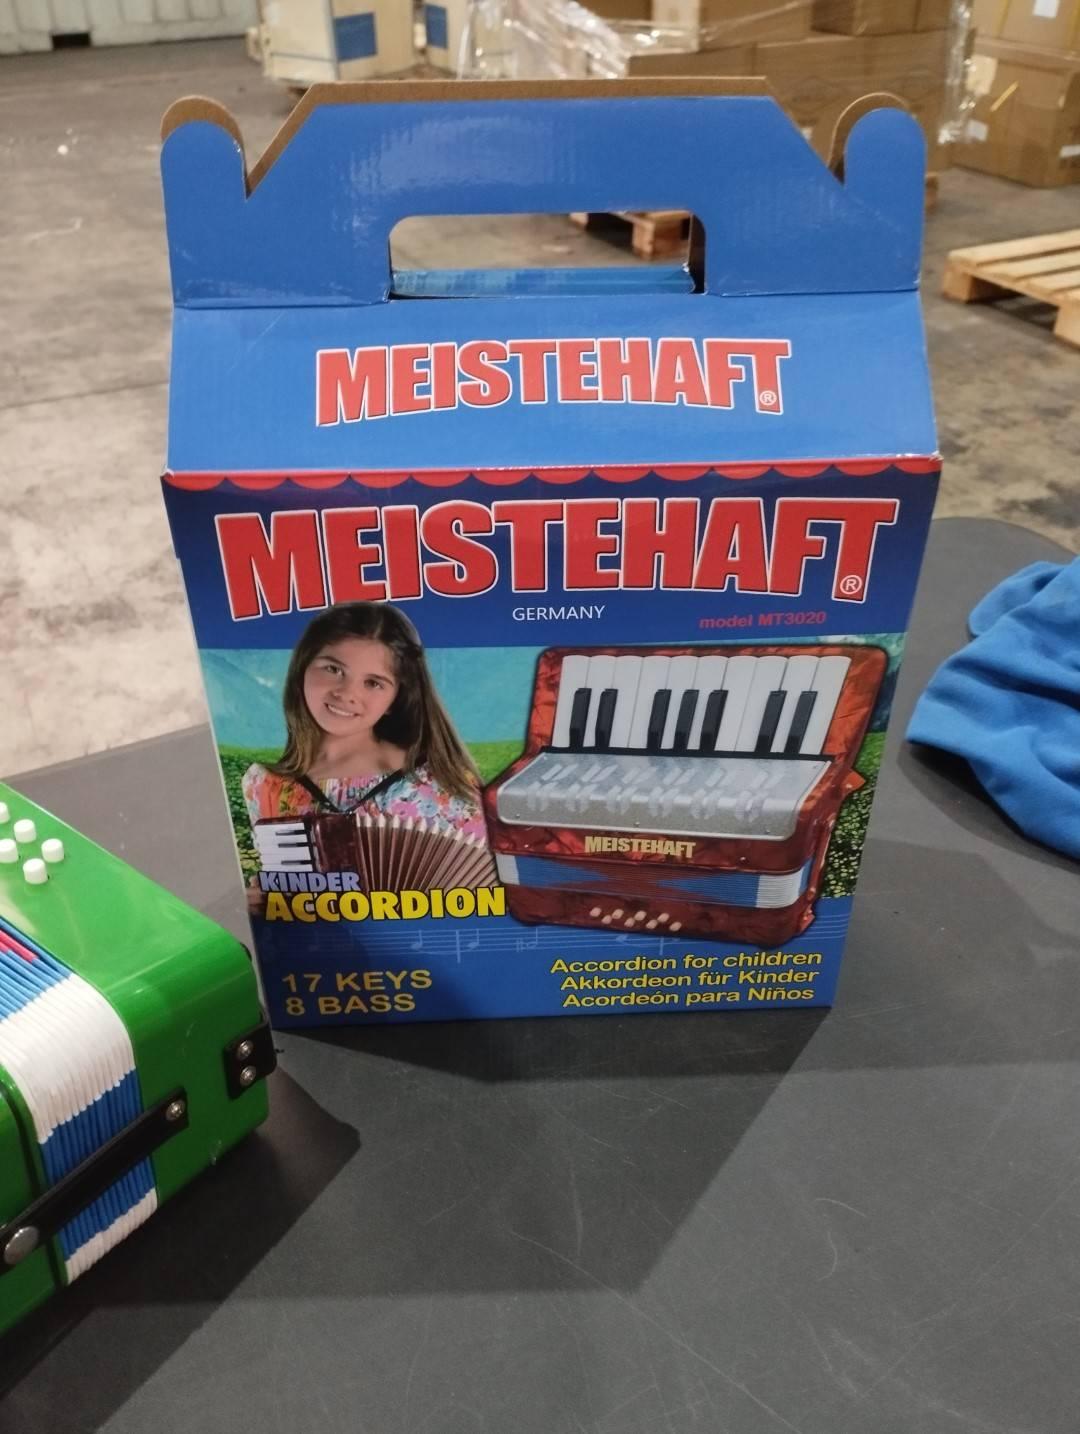 MEISTEHAFT®
MEISTEHAFT®
GERMANY
model MT3020
MEISTEHAFT
KINDER
ACCORDION
17 KEYS
8 BASS
Accordion for children
Akkordeon für Kinder
Acordeón para Niños